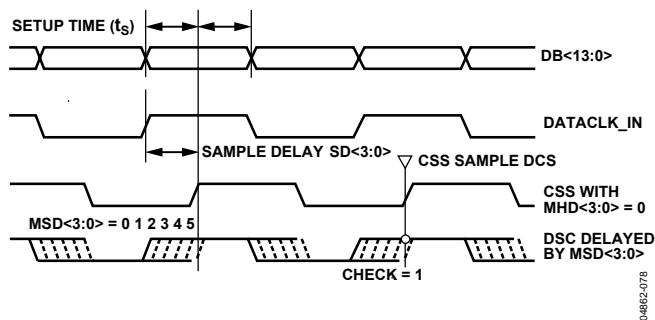 SETUP TIME (tS)
DB<13:0>
DATACLK_IN
SAMPLE DELAY SD<3:0>
CSS SAMPLE DCS
CSS WITH
MHD<3:0> = 0
MSD<3:0> = 0 1 2 3 4 5
DSC DELAYED
BY MSD<3:0>
CHECK = 1
04862-078